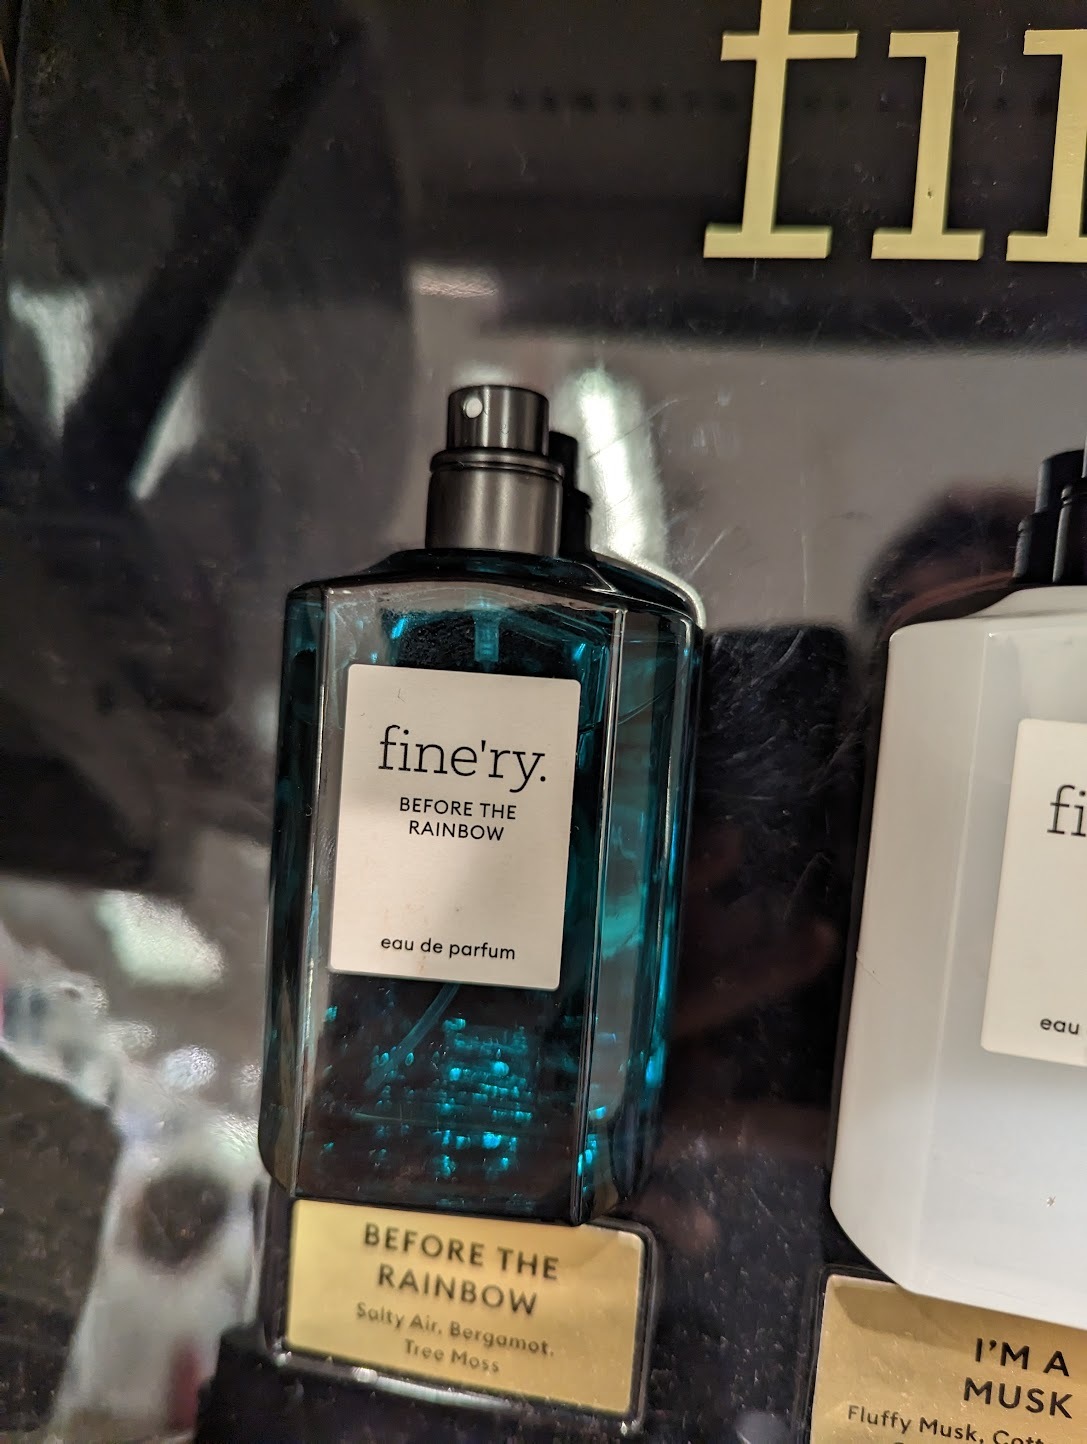 fine'ry.
BEFORE THE
RAINBOW
eau de parfum
BEFORE THE
RAINBOW
Salty Air, Bergamot,
Tree Moss
eau
I'M A
MUSK
Fluffy Musk,